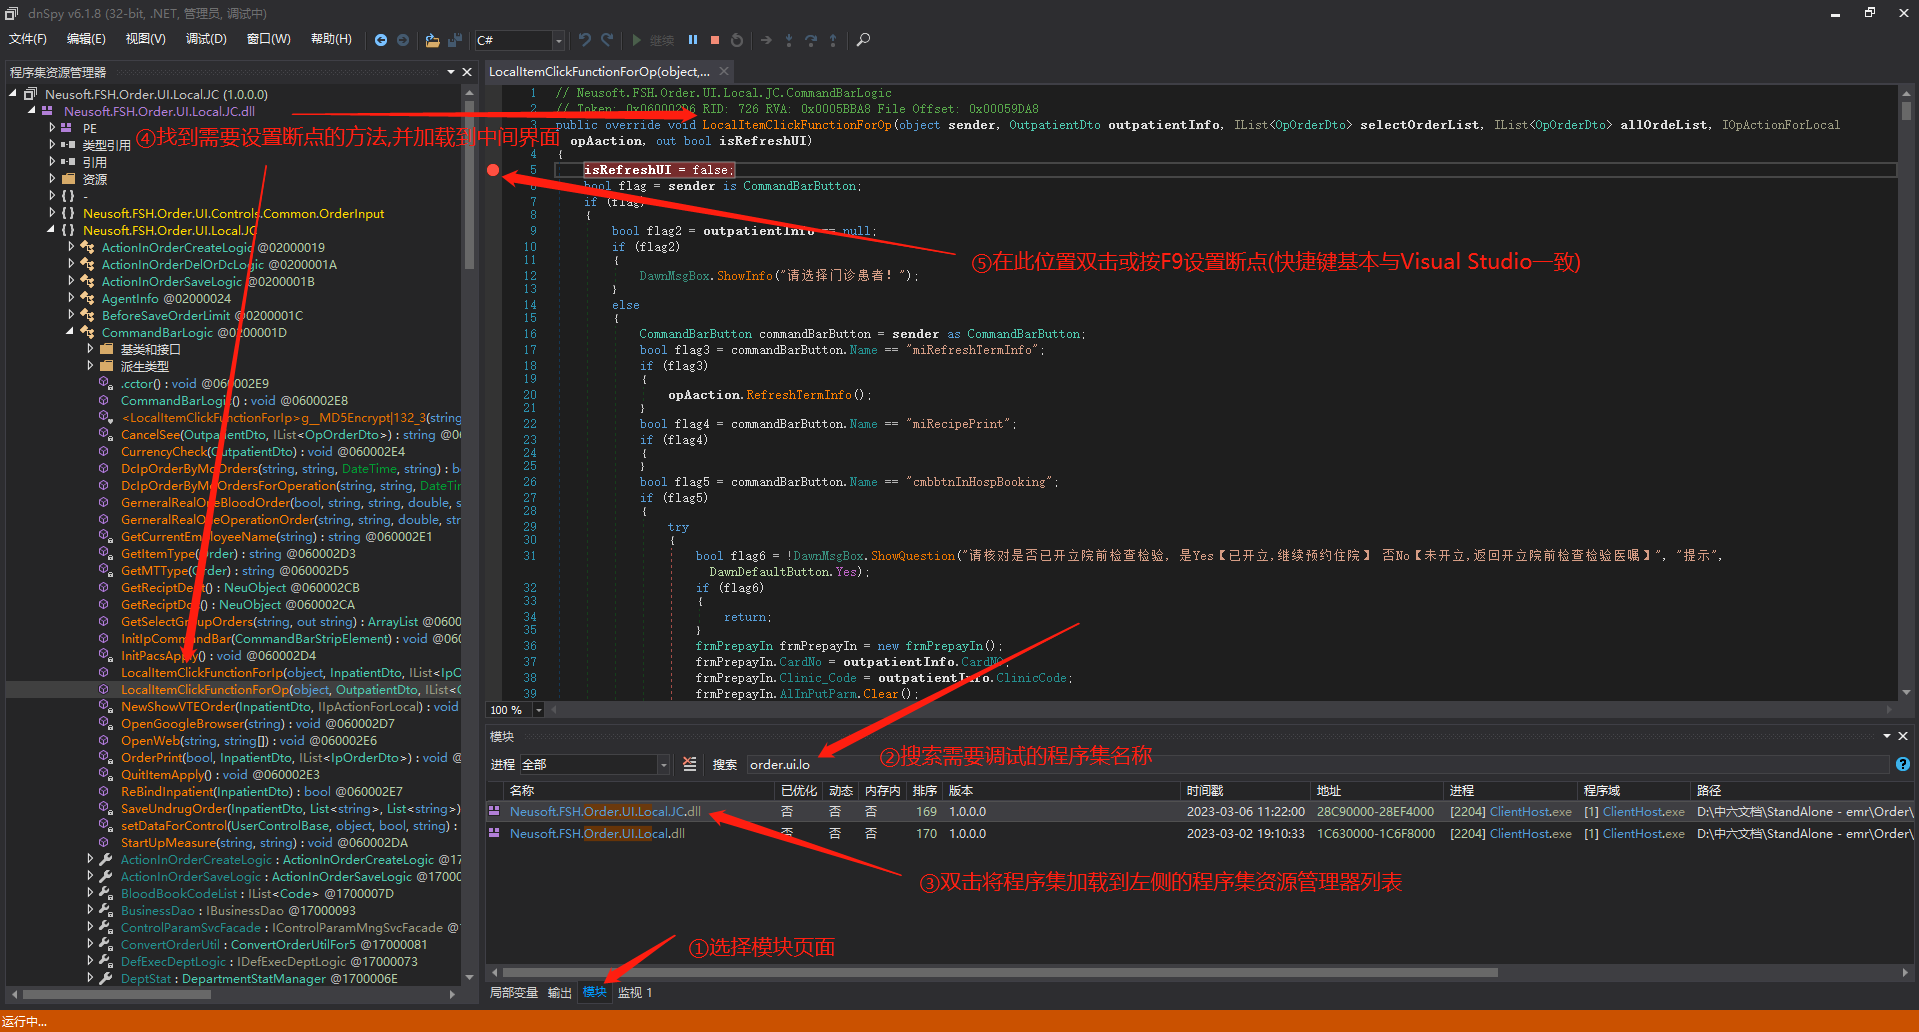 dnSpy v6.1.8 (32-bit, .NET, 管理员, 调试中)
文件(F) 编辑(E) 视图(V) 调试(D) 窗口(W) 帮助(H) C# 继续
程序集资源管理器
Neusoft.FSH.Order.UI.Local.JC (1.0.0.0)
Neusoft.FSH.Order.UI.Local.JC.dll
PE
类型引用
引用
资源
{ } -
{ } Neusoft.FSH.Order.UI.Controls.Common.OrderInput
{ } Neusoft.FSH.Order.UI.Local.JC
ActionInOrderCreateLogic @02000019
ActionInOrderDelOrDcLogic @0200001A
ActionInOrderSaveLogic @0200001B
AgentInfo @02000024
BeforeSaveOrderLimit @0200001C
CommandBarLogic @0200001D
基类和接口
派生类型
.cctor() : void @060002E9
CommandBarLogic() : void @060002E8
<LocalItemClickFunctionForIp>g__MD5Encrypt|132_3(string
CancelSee(OutpatientDto, IList<OpOrderDto>) : string @06
CurrencyCheck(OutpatientDto) : void @060002E4
DcIpOrderByMoOrders(string, string, DateTime, string) : b
DcIpOrderByMoOrdersForOperation(string, string, DateTi
GerneralRealOneBloodOrder(bool, string, string, double, s
GerneralRealOneOperationOrder(string, string, double, str
GetCurrentEmployeeName(string) : string @060002E1
GetItemType(Order) : string @060002D3
GetMTType(Order) : string @060002D5
GetReciptDept() : NeuObject @060002CB
GetReciptDoc() : NeuObject @060002CA
GetSelectGroupOrders(string, out string) : ArrayList @0600
InitIpCommandBar(CommandBarStripElement) : void @06
InitPacsApply() : void @060002D4
LocalItemClickFunctionForIp(object, InpatientDto, IList<IpO
LocalItemClickFunctionForOp(object, OutpatientDto, IList<
NewShowVTEOrder(InpatientDto, IIpActionForLocal) : void
OpenGoogleBrowser(string) : void @060002D7
OpenWeb(string, string[]) : void @060002E6
OrderPrint(bool, InpatientDto, IList<IpOrderDto>) : void @
QuitItemApply() : void @060002E3
ReBindInpatient() : bool @060002E7
SaveUndrugOrder(InpatientDto, List<string>, List<string>)
setDataForControl(UserControlBase, object, bool, string) :
StartUpMeasure(string, string) : void @060002DA
ActionInOrderCreateLogic : ActionInOrderCreateLogic @17
ActionInOrderSaveLogic : ActionInOrderSaveLogic @17000
BloodBookCodeList : IList<Code> @1700007D
BusinessDao : IBusinessDao @17000093
ControlParamSvcFacade : IControlParamMngSvcFacade @
ConvertOrderUtil : ConvertOrderUtilFor5 @17000081
DefExecDeptLogic : IDefExecDeptLogic @17000073
DeptStat : DepartmentStatManager @1700006E
④找到需要设置断点的方法,并加载到中间界面
LocalItemClickFunctionForOp(object,...
1 // Neusoft.FSH.Order.UI.Local.JC.CommandBarLogic
2 // Token: 0x060002D6 RID: 726 RVA: 0x0005BBA8 File Offset: 0x00059DA8
3 public override void LocalItemClickFunctionForOp(object sender, OutpatientDto outpatientInfo, IList<OpOrderDto> selectOrderList, IList<OpOrderDto> allOrdeList, IOpActionForLocal
opAaction, out bool isRefreshUI)
4 {
5 isRefreshUI = false;
6 bool flag = sender is CommandBarButton;
7 if (flag)
8 {
9 bool flag2 = outpatientInfo == null;
10 if (flag2)
11 {
12 DawnMsgBox.ShowInfo("请选择门诊患者！");
13 }
14 else
15 {
16 CommandBarButton commandBarButton = sender as CommandBarButton;
17 bool flag3 = commandBarButton.Name == "miRefreshTermInfo";
18 if (flag3)
19 {
20 opAaction.RefreshTermInfo();
21 }
22 bool flag4 = commandBarButton.Name == "miRecipePrint";
23 if (flag4)
24 {
25 }
26 bool flag5 = commandBarButton.Name == "cmbbtnInHospBooking";
27 if (flag5)
28 {
29 try
30 {
31 bool flag6 = !DawnMsgBox.ShowQuestion("请核对是否已开立院前检查检验, 是Yes【已开立,继续预约住院】 否No【未开立,返回开立院前检查检验医嘱】", "提示",
DawnDefaultButton.Yes);
32 if (flag6)
33 {
34 return;
35 }
36 frmPrepayIn frmPrepayIn = new frmPrepayIn();
37 frmPrepayIn.CardNo = outpatientInfo.CardNO;
38 frmPrepayIn.Clinic_Code = outpatientInfo.ClinicCode;
39 frmPrepayIn.AlInPutParm.Clear();
⑤在此位置双击或按F9设置断点(快捷键基本与Visual Studio一致)
100 %
模块
进程 全部 搜索 order.ui.lo
②搜索需要调试的程序集名称
名称 已优化 动态 内存内 排序 版本 时间戳 地址 进程 程序域 路径
Neusoft.FSH.Order.UI.Local.JC.dll 否 否 否 169 1.0.0.0 2023-03-06 11:22:00 28C90000-28EF4000 [2204] ClientHost.exe [1] ClientHost.exe D:\中六文档\StandAlone - emr\Order\
Neusoft.FSH.Order.UI.Local.dll 否 否 否 170 1.0.0.0 2023-03-02 19:10:33 1C630000-1C6F8000 [2204] ClientHost.exe [1] ClientHost.exe D:\中六文档\StandAlone - emr\Order\
③双击将程序集加载到左侧的程序集资源管理器列表
①选择模块页面
局部变量 输出 模块 监视 1
运行中...